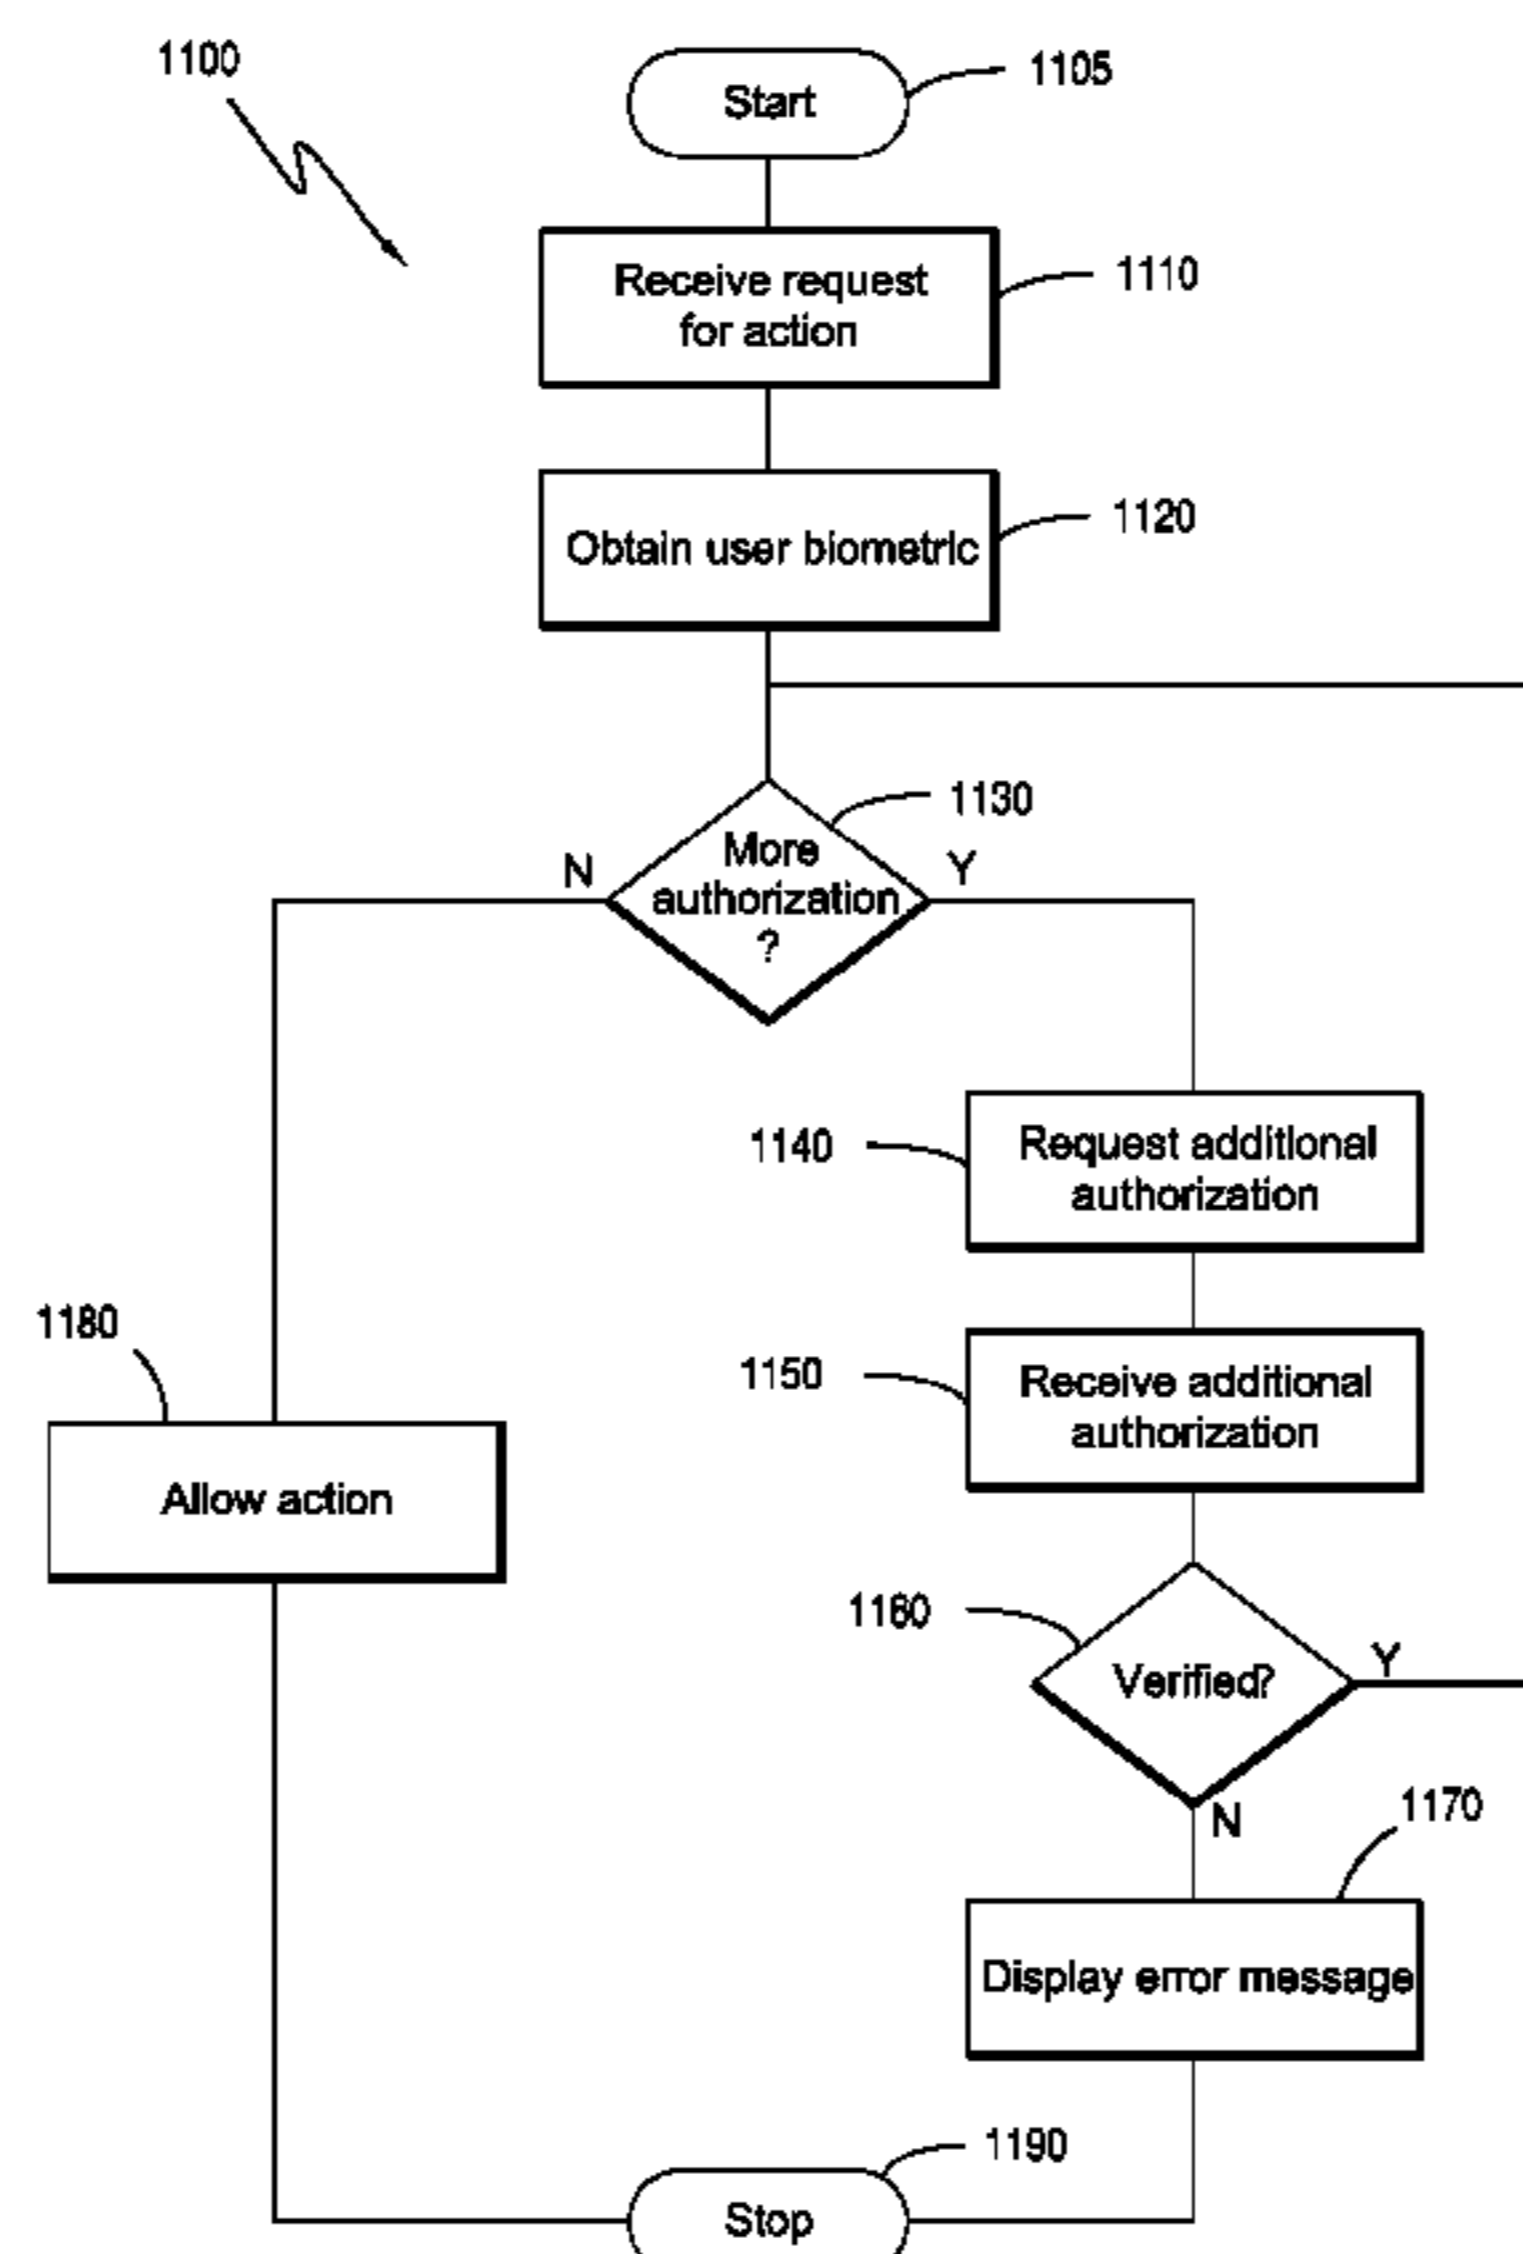 1100
Start
1105
Receive request
for action
1110
Obtain user biometric
1120
1130
N
More
authorization
?
Y
1140
Request additional
authorization
1180
1150
Receive additional
authorization
Allow action
1160
Verified?
Y
N
1170
Display error message
1190
Stop